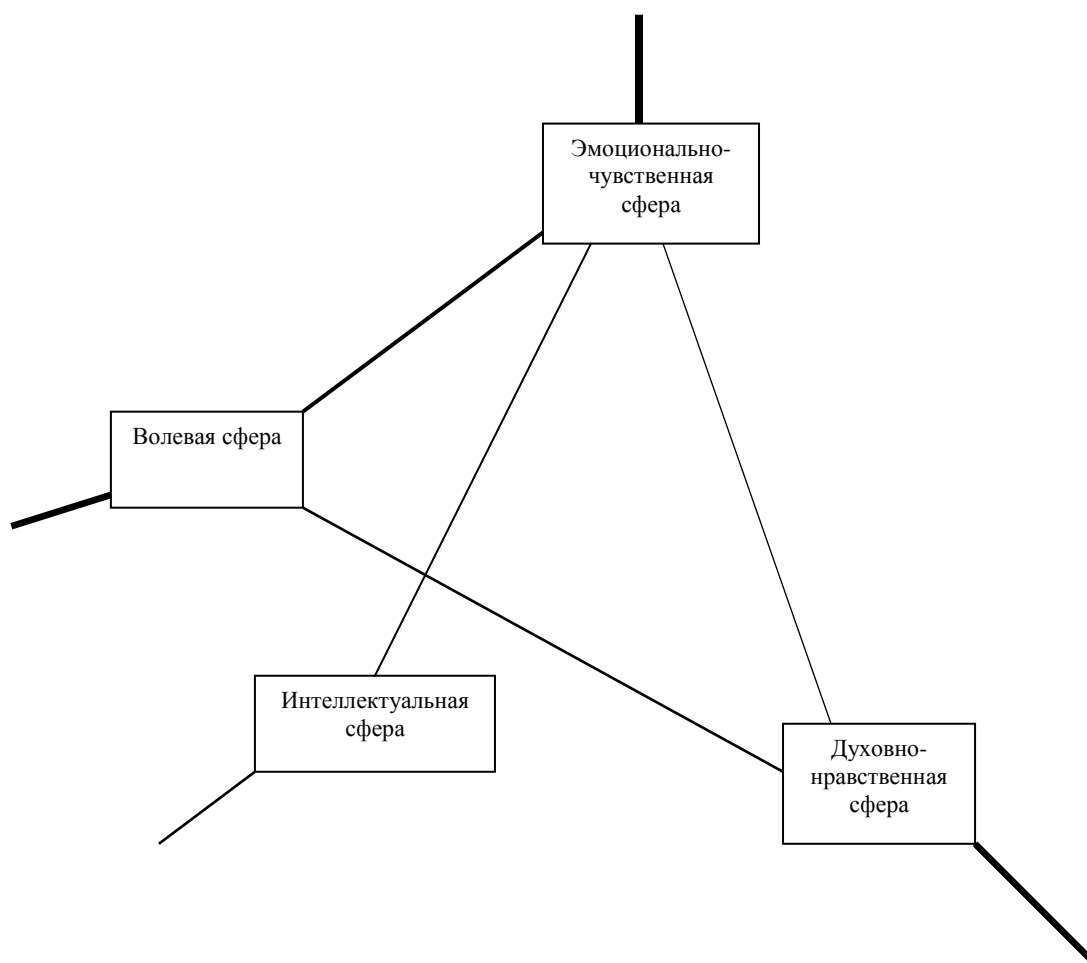 Эмоционально-
чувственная
сфера
Волевая сфера
Интеллектуальная
сфера
Духовно-
нравственная
сфера